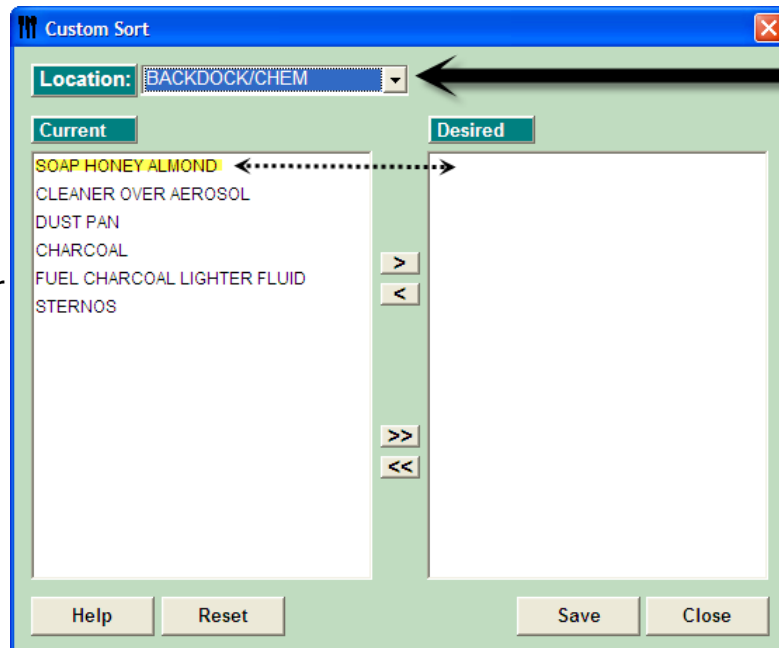 Custom Sort
Location: BACKDOCK/CHEM
Current Desired
SOAP HONEY ALMOND
CLEANER OVER AEROSOL
DUST PAN
CHARCOAL
FUEL CHARCOAL LIGHTER FLUID
STERNOS
>
<
>>
<<
Help Reset Save Close